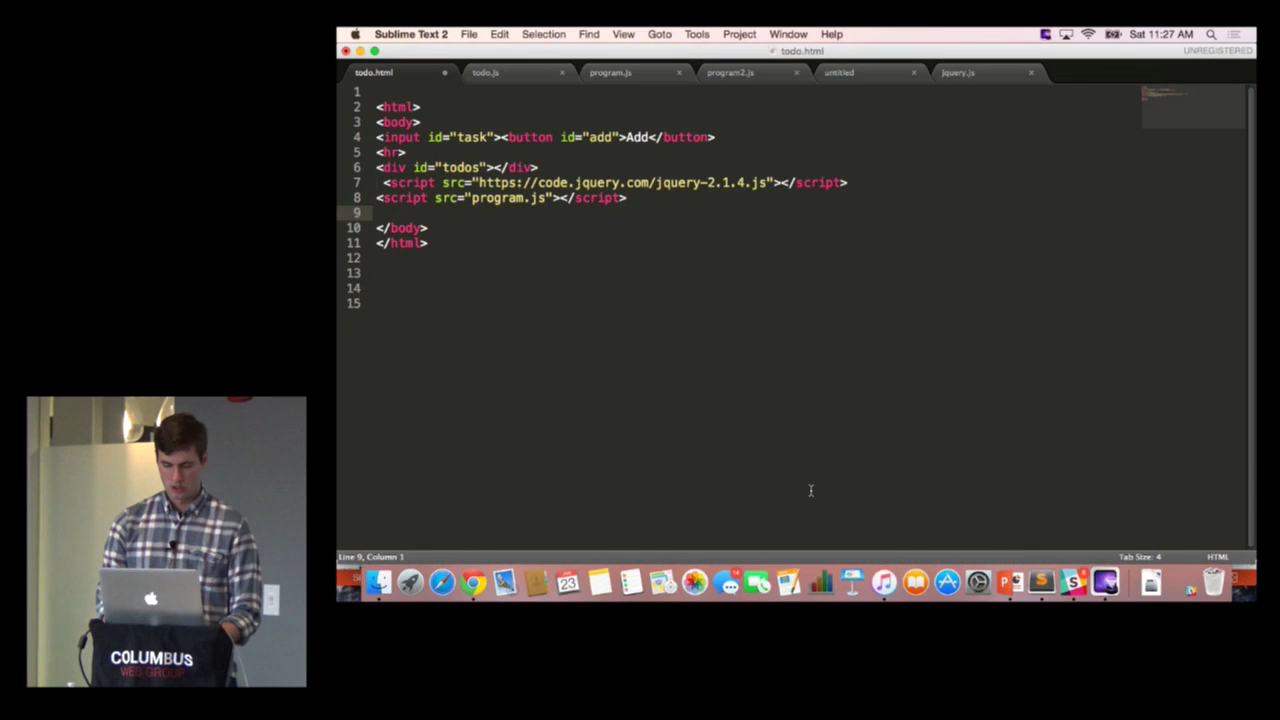 Sublime Text 2 File Edit Selection Find View Goto Tools Project Window Help Sat 11:27 AM
todo.html UNREGISTERED
todo.html todo.js program.js program2.js untitled jquery.js
1
2 <html>
3 <body>
4 <input id="task"><button id="add">Add</button>
5 <hr>
6 <div id="todos"></div>
7 <script src="https://code.jquery.com/jquery-2.1.4.js"></script>
8 <script src="program.js"></script>
9
10 </body>
11 </html>
12
13
14
15
Line 9, Column 1 Tab Size: 4 HTML
23
COLUMBUS
WEB GROUP